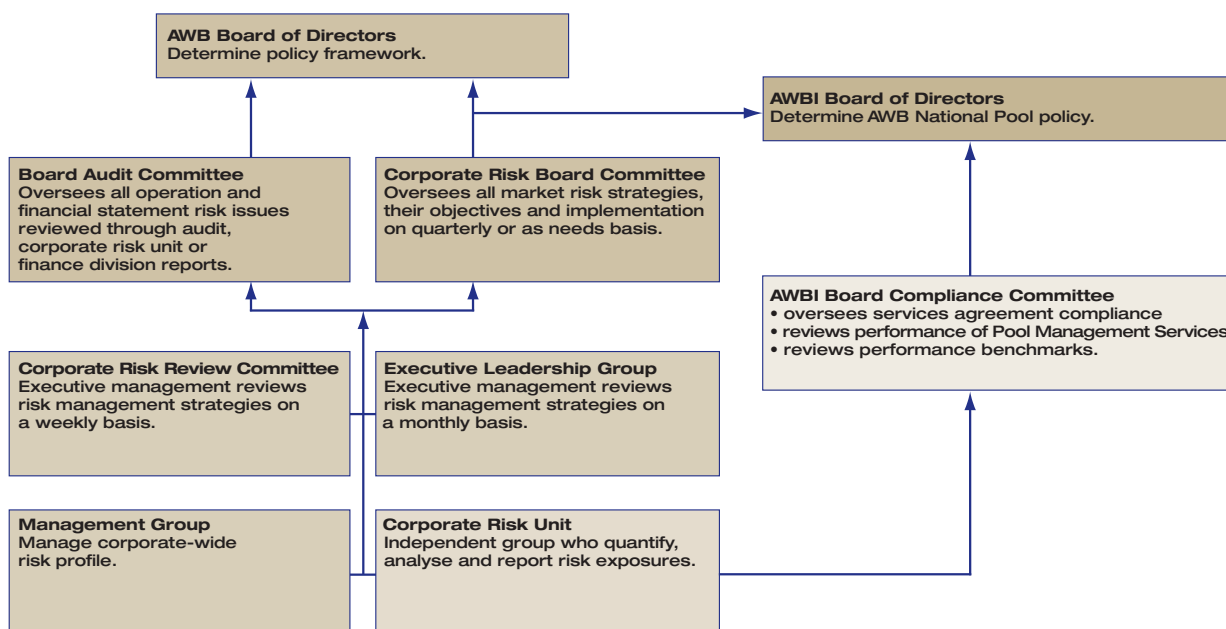 AWB Board of Directors
Determine policy framework.
AWBI Board of Directors
Determine AWB National Pool policy.
Board Audit Committee
Oversees all operation and
financial statement risk issues
reviewed through audit,
corporate risk unit or
finance division reports.
Corporate Risk Board Committee
Oversees all market risk strategies,
their objectives and implementation
on quarterly or as needs basis.
AWBI Board Compliance Committee
• oversees services agreement compliance
• reviews performance of Pool Management Services
• reviews performance benchmarks.
Corporate Risk Review Committee
Executive management reviews
risk management strategies on
a weekly basis.
Executive Leadership Group
Executive management reviews
risk management strategies on
a monthly basis.
Management Group
Manage corporate-wide
risk profile.
Corporate Risk Unit
Independent group who quantify,
analyse and report risk exposures.